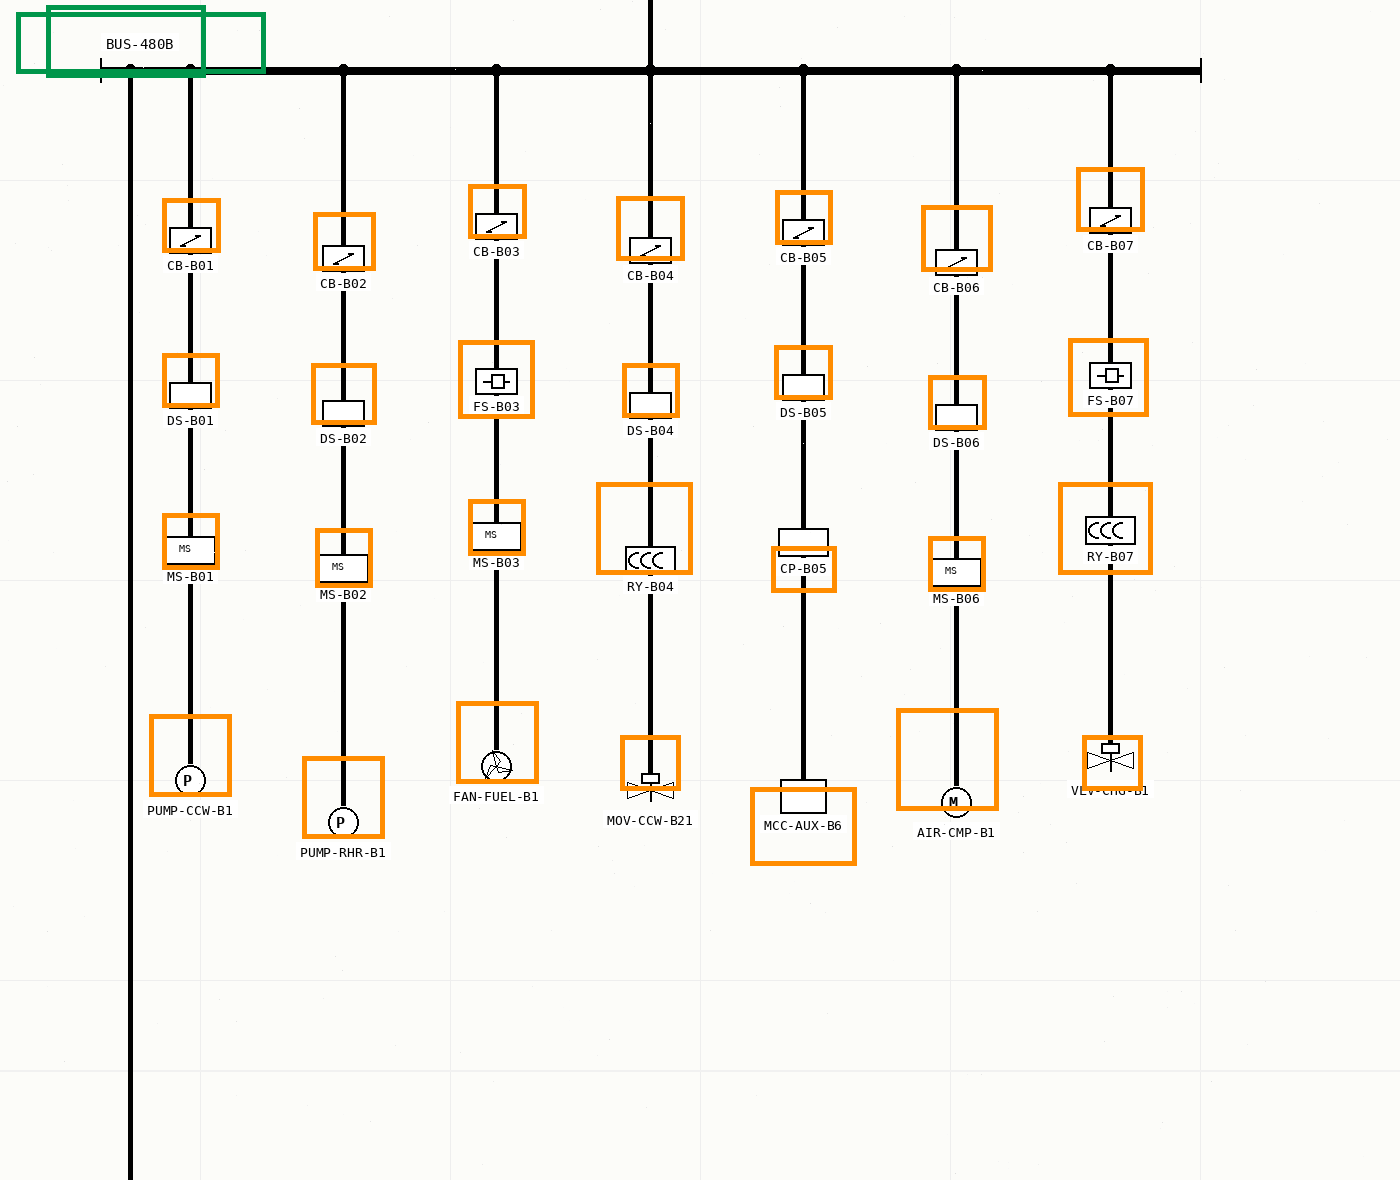 BUS-480B
CB-B01
CB-B02
CB-B03
CB-B04
CB-B05
CB-B06
CB-B07
DS-B01
DS-B02
FS-B03
DS-B04
DS-B05
DS-B06
FS-B07
MS
MS-B01
MS
MS-B02
MS
MS-B03
RY-B04
CP-B05
MS
MS-B06
RY-B07
P
PUMP-CCW-B1
P
PUMP-RHR-B1
FAN-FUEL-B1
MOV-CCW-B21
MCC-AUX-B6
M
AIR-CMP-B1